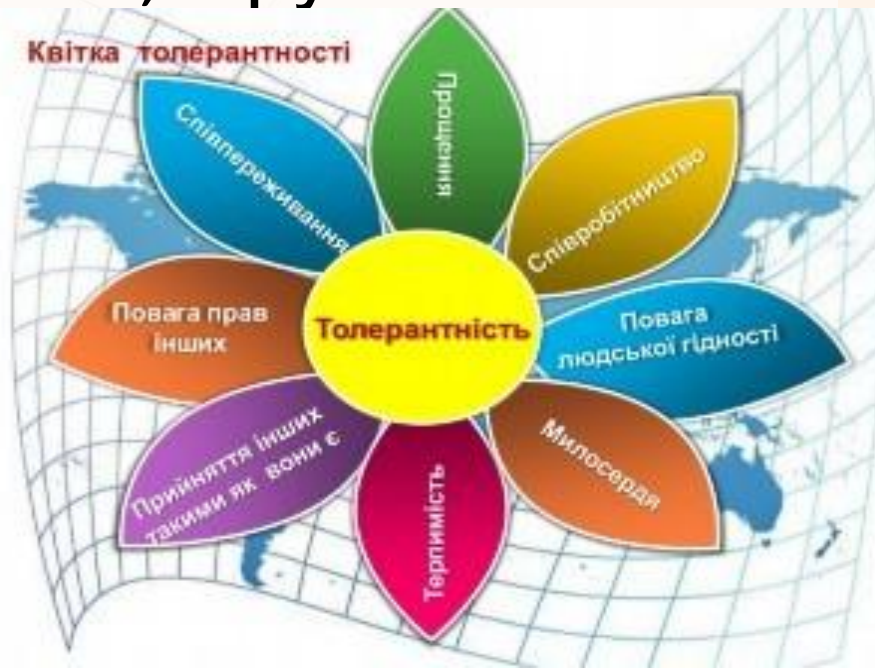 Квітка толерантності
Прощення
Співробітництво
Повага
людської гідності
Милосердя
Терпимість
Прийняття інших
такими як вони є
Повага прав
інших
Співпереживання
Толерантність